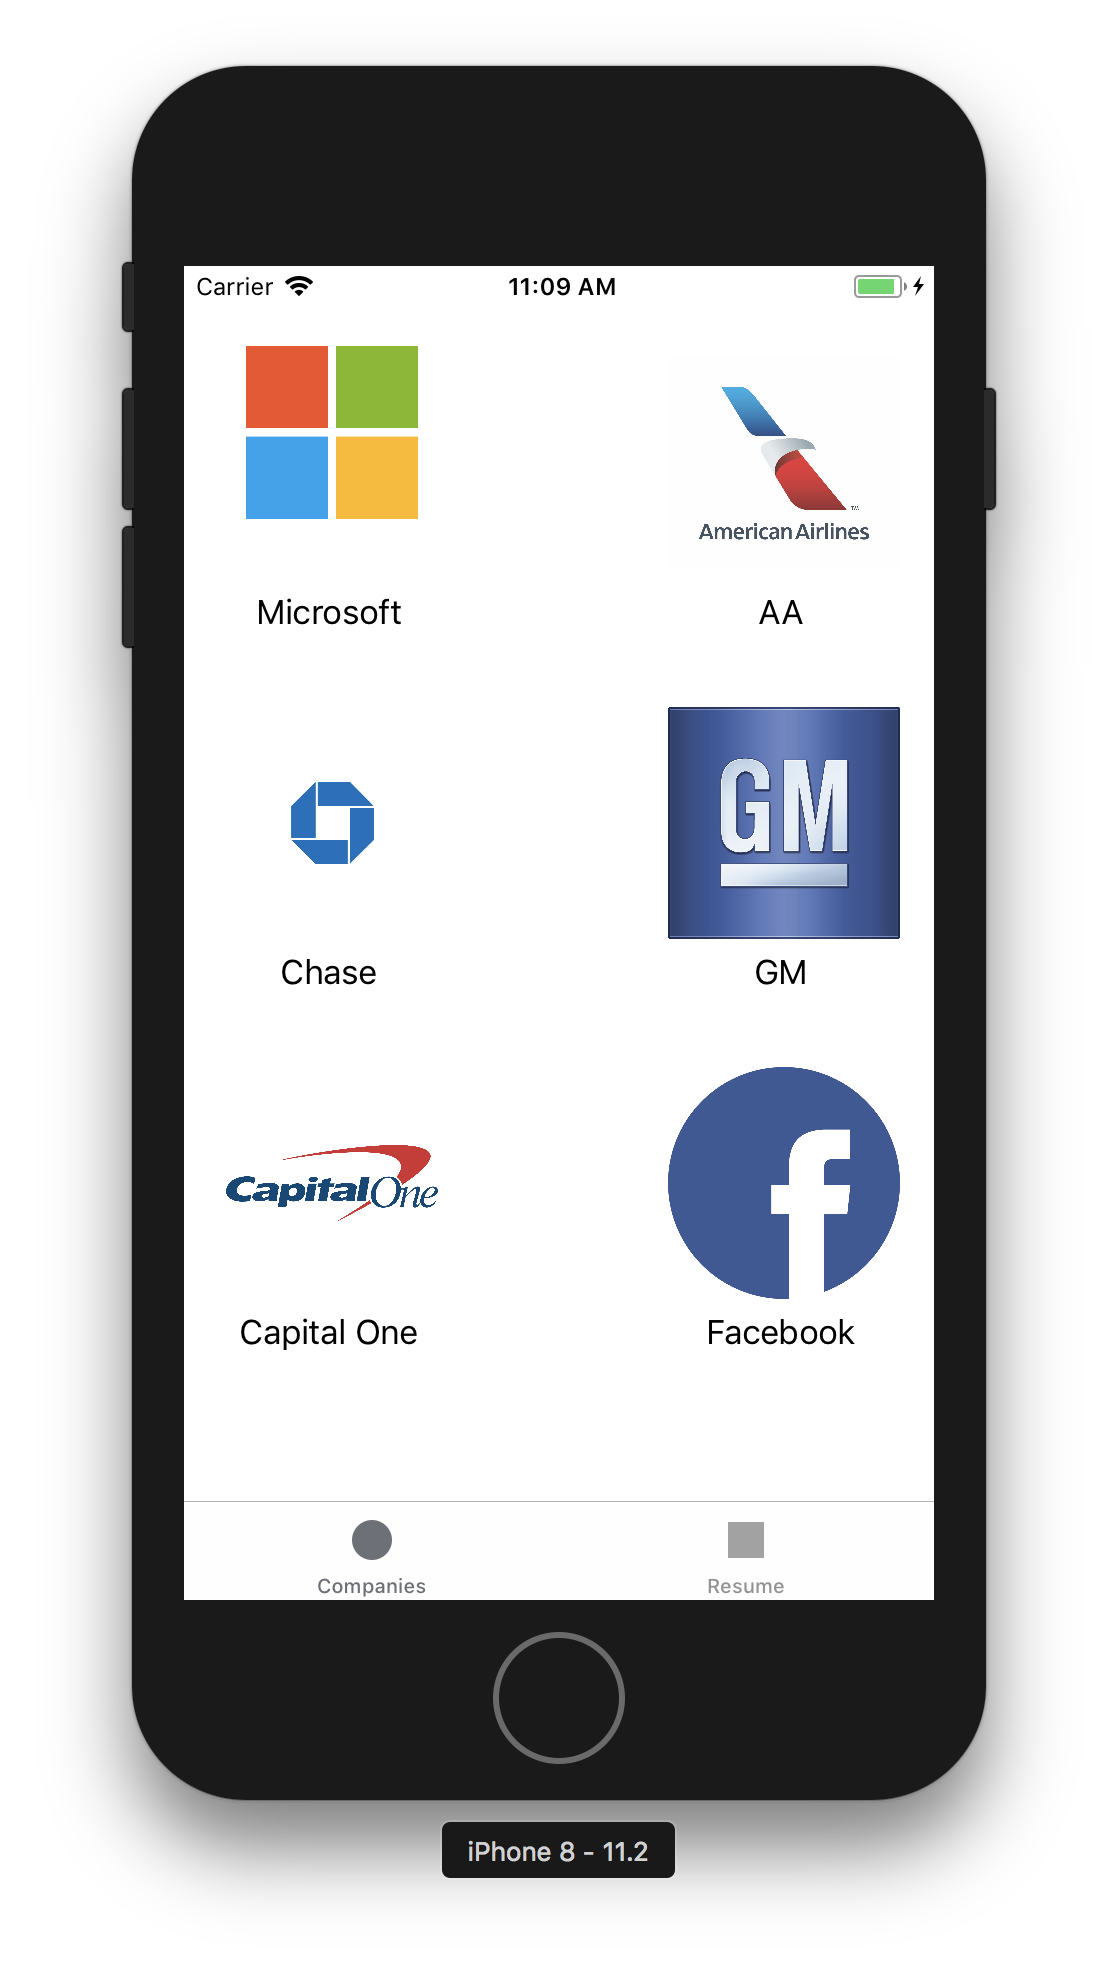 Carrier 11:09 AM
™
American Airlines
Microsoft AA
GM
Chase GM
CapitalOne
f
Capital One Facebook
Companies Resume
iPhone 8 - 11.2